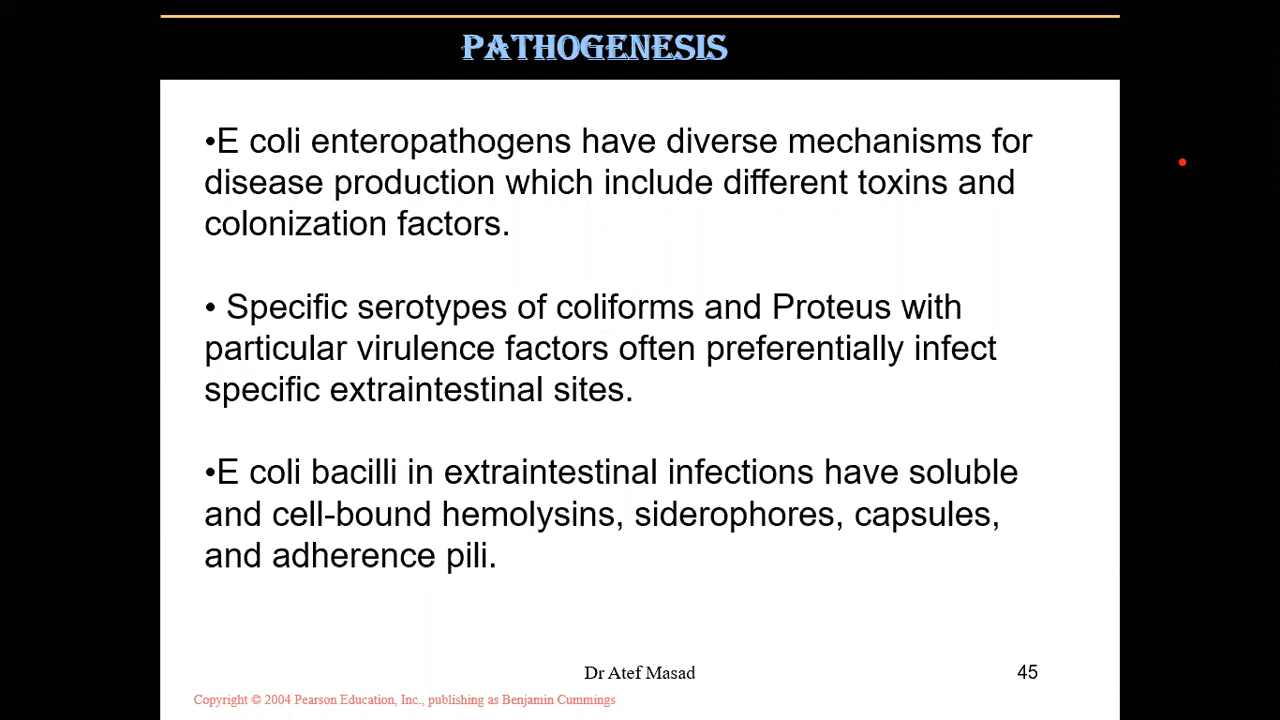 PATHOGENESIS
•E coli enteropathogens have diverse mechanisms for
disease production which include different toxins and
colonization factors.
• Specific serotypes of coliforms and Proteus with
particular virulence factors often preferentially infect
specific extraintestinal sites.
•E coli bacilli in extraintestinal infections have soluble
and cell-bound hemolysins, siderophores, capsules,
and adherence pili.
Dr Atef Masad
45
Copyright © 2004 Pearson Education, Inc., publishing as Benjamin Cummings